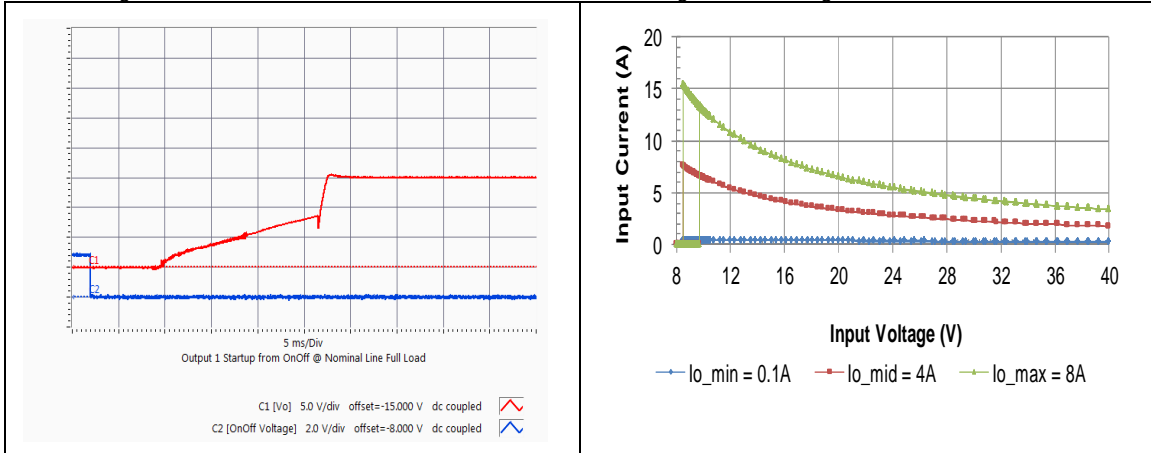 C1
C2
5 ms/Div
Output 1 Startup from OnOff @ Nominal Line Full Load
C1 [Vo] 5.0 V/div offset=-15.000 V dc coupled
C2 [OnOff Voltage] 2.0 V/div offset=-8.000 V dc coupled
Input Current (A)
20
15
10
5
0
8 12 16 20 24 28 32 36 40
Input Voltage (V)
Io_min = 0.1A Io_mid = 4A Io_max = 8A